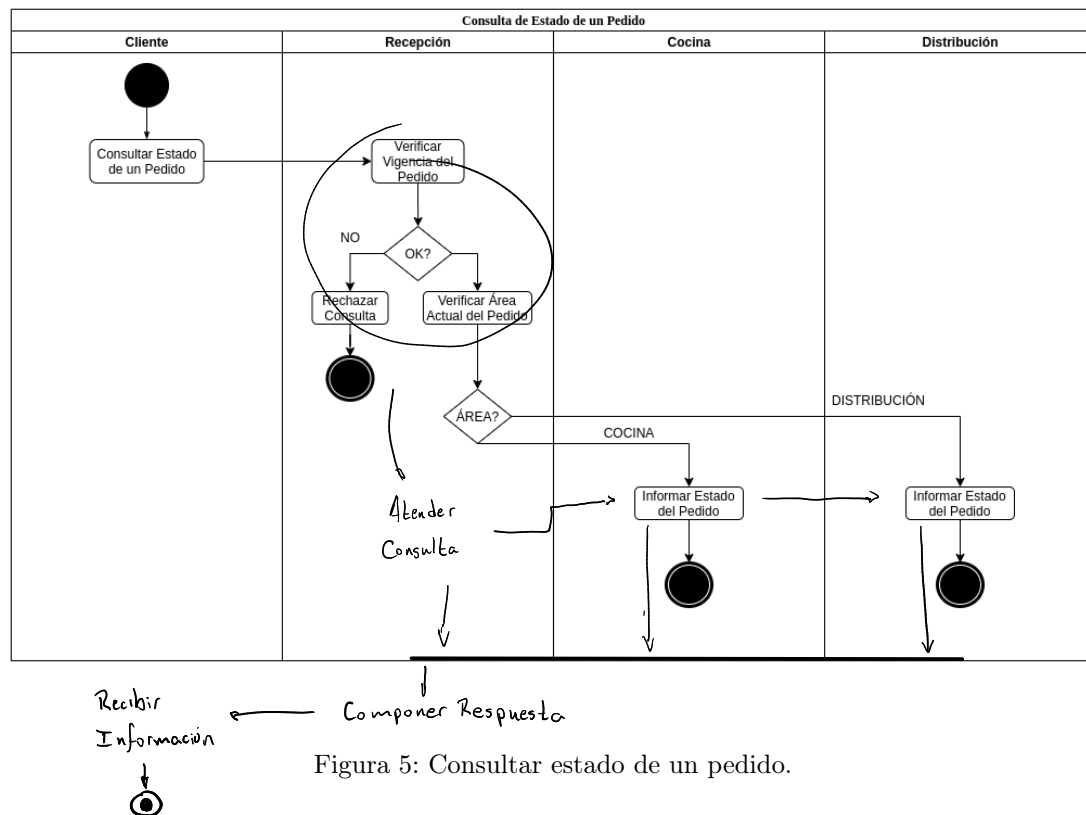 Consulta de Estado de un Pedido
Cliente
Recepción
Cocina
Distribución
Consultar Estado
de un Pedido
Verificar
Vigencia del
Pedido
NO
OK?
Rechazar
Consulta
Verificar Área
Actual del Pedido
ÁREA?
DISTRIBUCIÓN
COCINA
Informar Estado
del Pedido
Informar Estado
del Pedido
Atender
Consulta
Recibir
Información
Componer Respuesta
Figura 5: Consultar estado de un pedido.